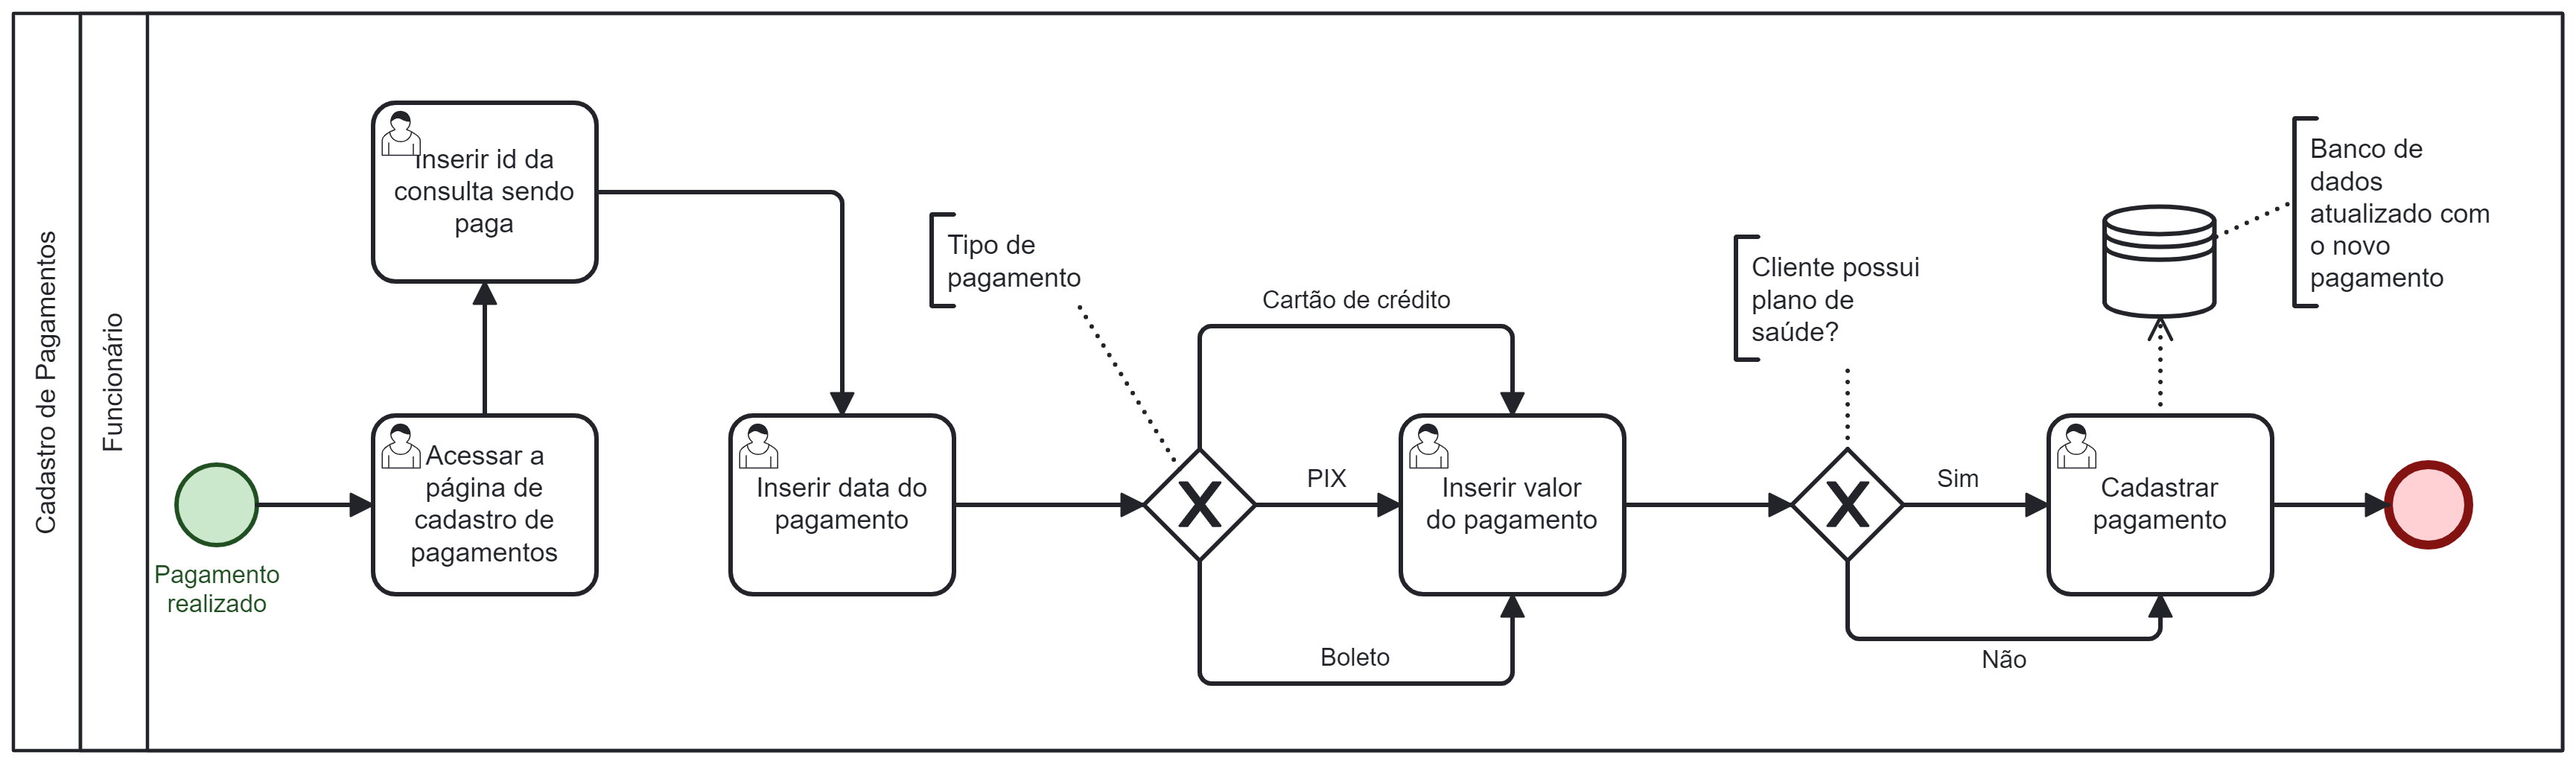 Cadastro de Pagamentos
Funcionário
Pagamento
realizado
Acessar a
página de
cadastro de
pagamentos
Inserir id da
consulta sendo
paga
Inserir data do
pagamento
Tipo de
pagamento
Cartão de crédito
PIX
Boleto
Inserir valor
do pagamento
Cliente possui
plano de
saúde?
Sim
Não
Cadastrar
pagamento
Banco de
dados
atualizado com
o novo
pagamento